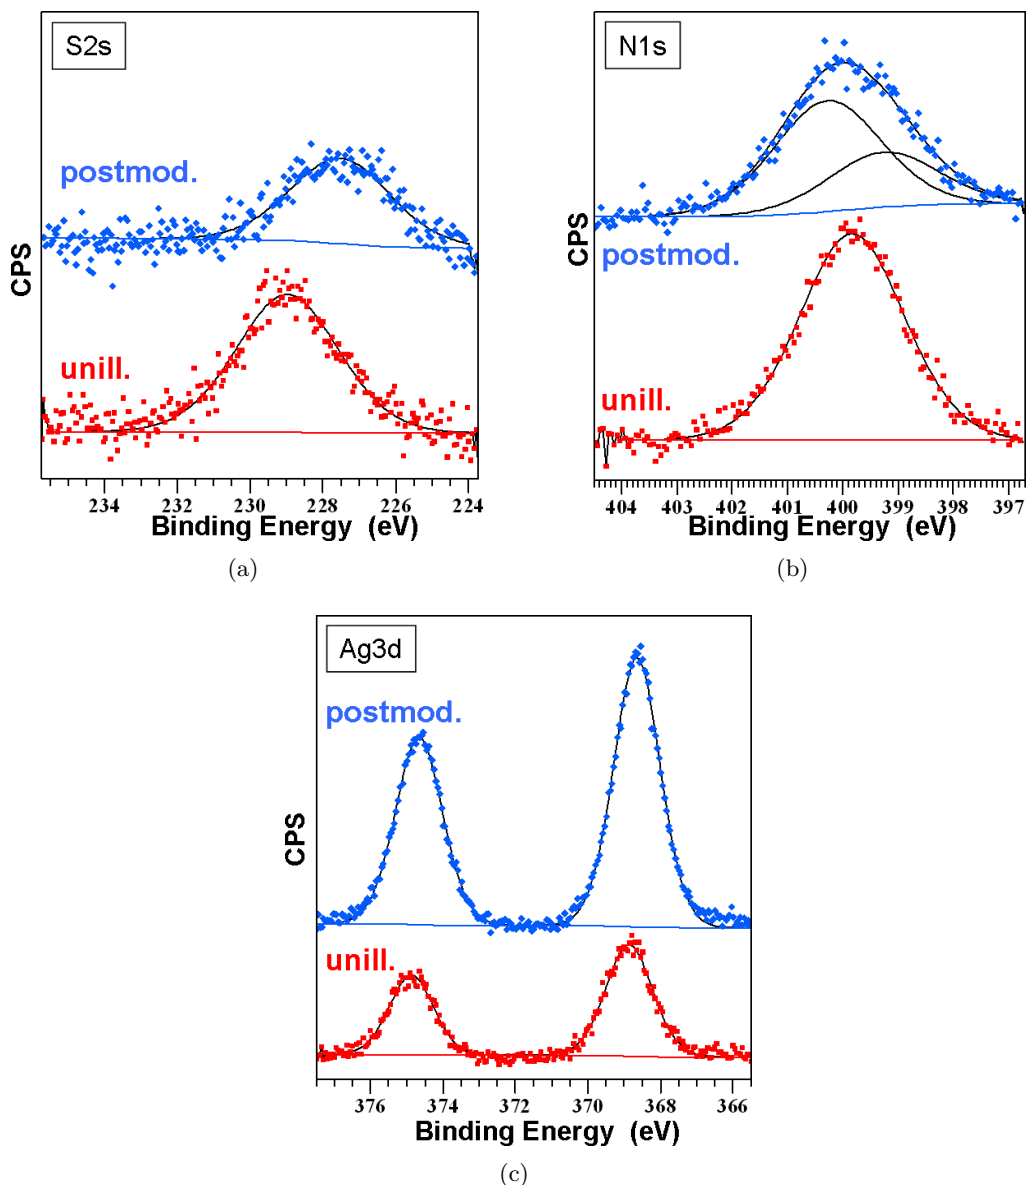 S2s
postmod.
unill.
CPS
234 232 230 228 226 224
Binding Energy (eV)
(a)
N1s
postmod.
unill.
CPS
404 403 402 401 400 399 398 397
Binding Energy (eV)
(b)
Ag3d
postmod.
unill.
CPS
376 374 372 370 368 366
Binding Energy (eV)
(c)